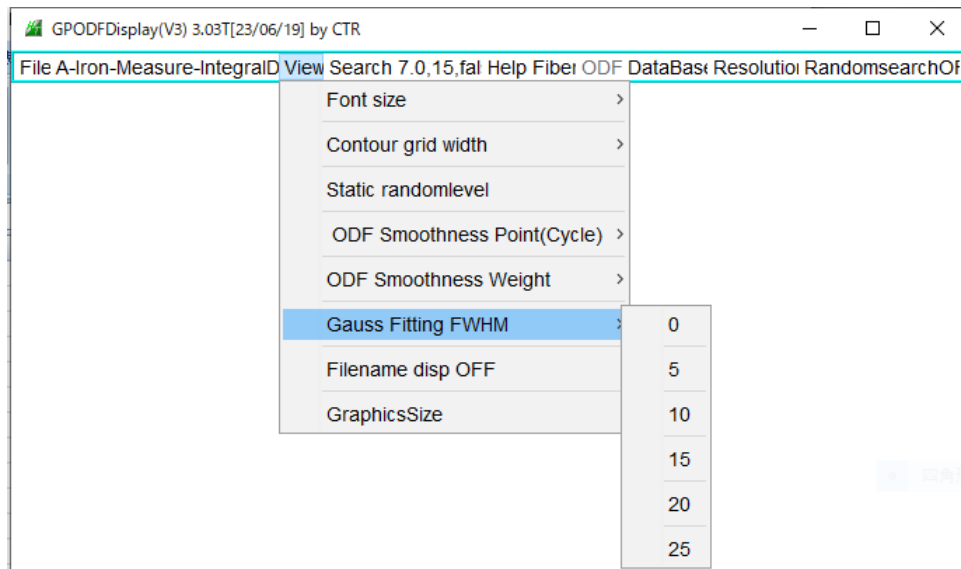 GPODFDisplay(V3) 3.03T[23/06/19] by CTR
File A-Iron-Measure-IntegralD View Search 7.0,15,fal Help Fiber ODF DataBase Resolution RandomsearchOF
Font size
Contour grid width
Static randomlevel
ODF Smoothness Point(Cycle)
ODF Smoothness Weight
Gauss Fitting FWHM
Filename disp OFF
GraphicsSize
0
5
10
15
20
25